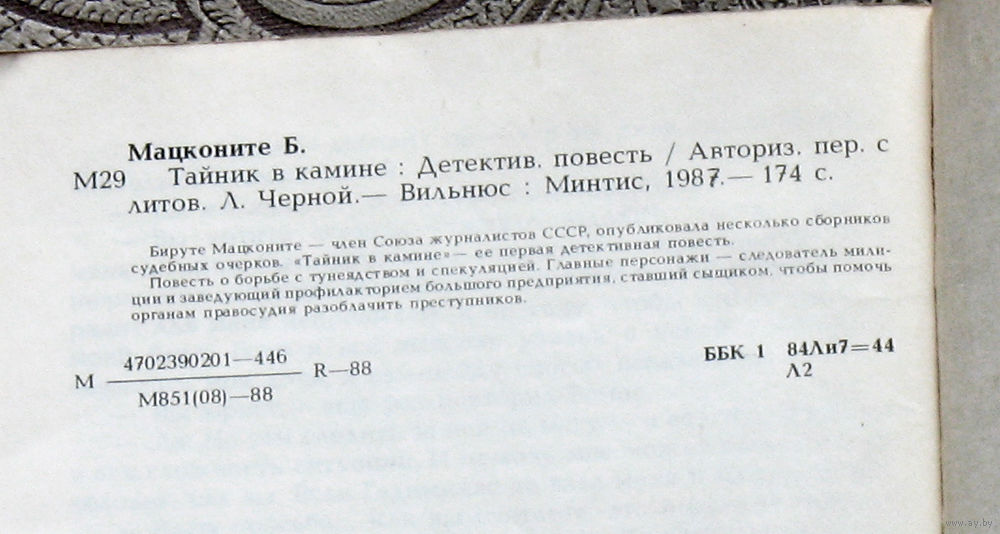 Мацконите Б.
М29 Тайник в камине : Детектив. повесть / Авториз. пер. с
литов. Л. Черной.— Вильнюс : Минтис, 1987.— 174 с.
Бируте Мацконите — член Союза журналистов СССР, опубликовала несколько сборников
судебных очерков. «Тайник в камине»— ее первая детективная повесть.
Повесть о борьбе с тунеядством и спекуляцией. Главные персонажи — следователь мили-
ции и заведующий профилакторием большого предприятия, ставший сыщиком, чтобы помочь
органам правосудия разоблачить преступников.
М 4702390201—446 R—88
М851(08)—88
ББК 1 84Ли7=44
Л2
www.ay.by